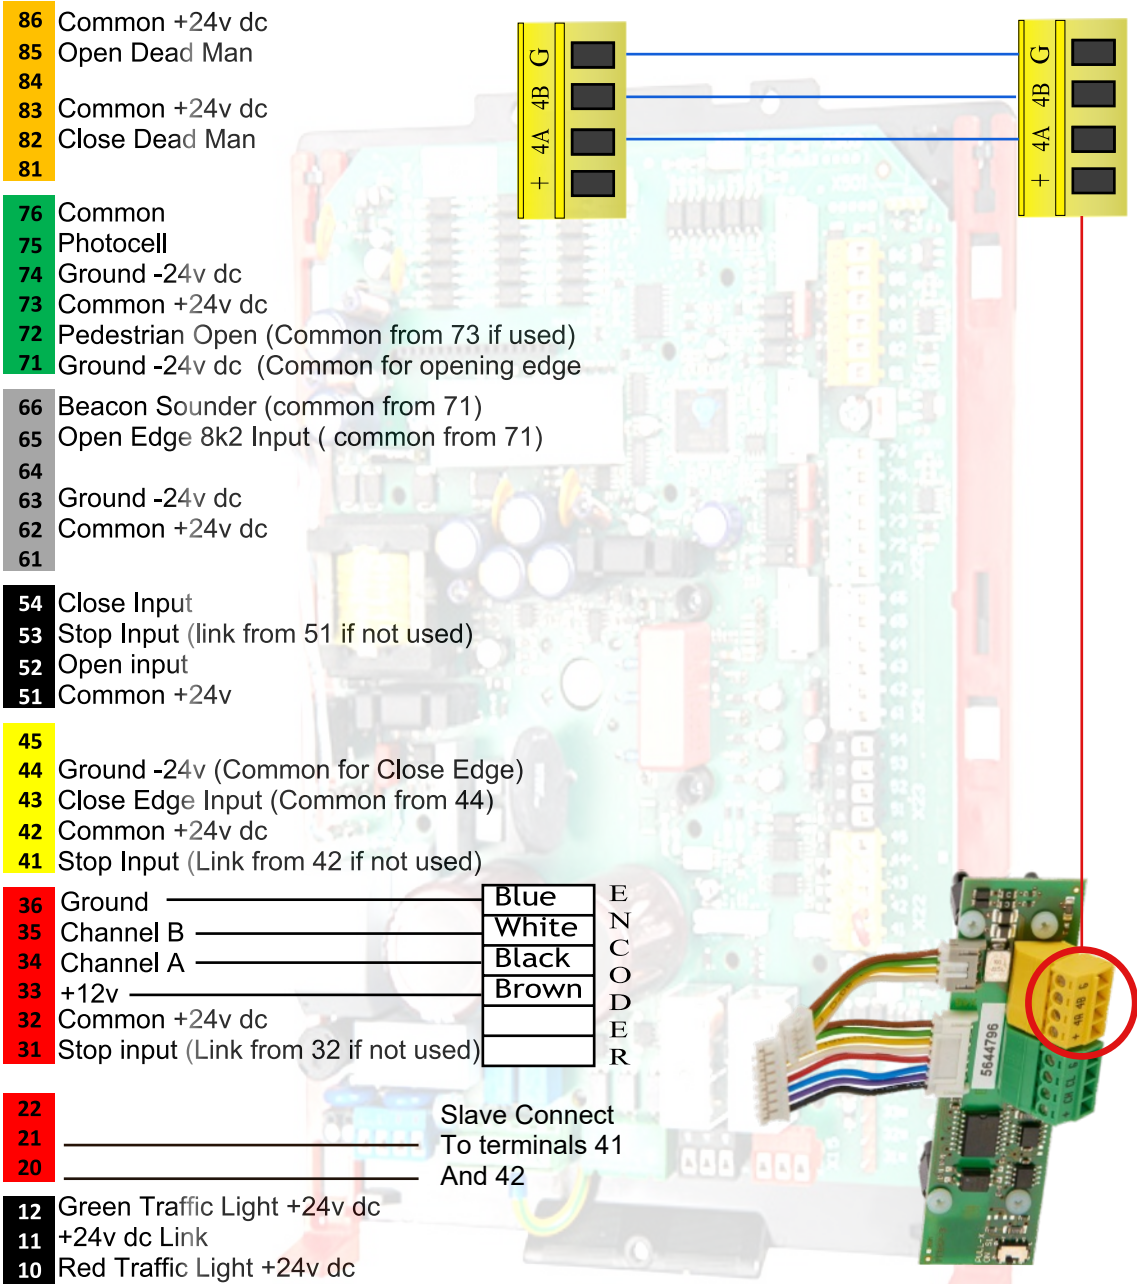 86 Common +24v dc
85 Open Dead Man
84
83 Common +24v dc
82 Close Dead Man
81
G
4B
4A
+
G
4B
4A
+
76 Common
75 Photocell
74 Ground -24v dc
73 Common +24v dc
72 Pedestrian Open (Common from 73 if used)
71 Ground -24v dc (Common for opening edge
66 Beacon Sounder (common from 71)
65 Open Edge 8k2 Input ( common from 71)
64
63 Ground -24v dc
62 Common +24v dc
61
54 Close Input
53 Stop Input (link from 51 if not used)
52 Open input
51 Common +24v
45
44 Ground -24v (Common for Close Edge)
43 Close Edge Input (Common from 44)
42 Common +24v dc
41 Stop Input (Link from 42 if not used)
36 Ground Blue
35 Channel B White
34 Channel A Black
33 +12v Brown
32 Common +24v dc
31 Stop input (Link from 32 if not used)
ENCODER
22
21
20
Slave Connect
To terminals 41
And 42
12 Green Traffic Light +24v dc
11 +24v dc Link
10 Red Traffic Light +24v dc
5644796
+ 4A 4B G